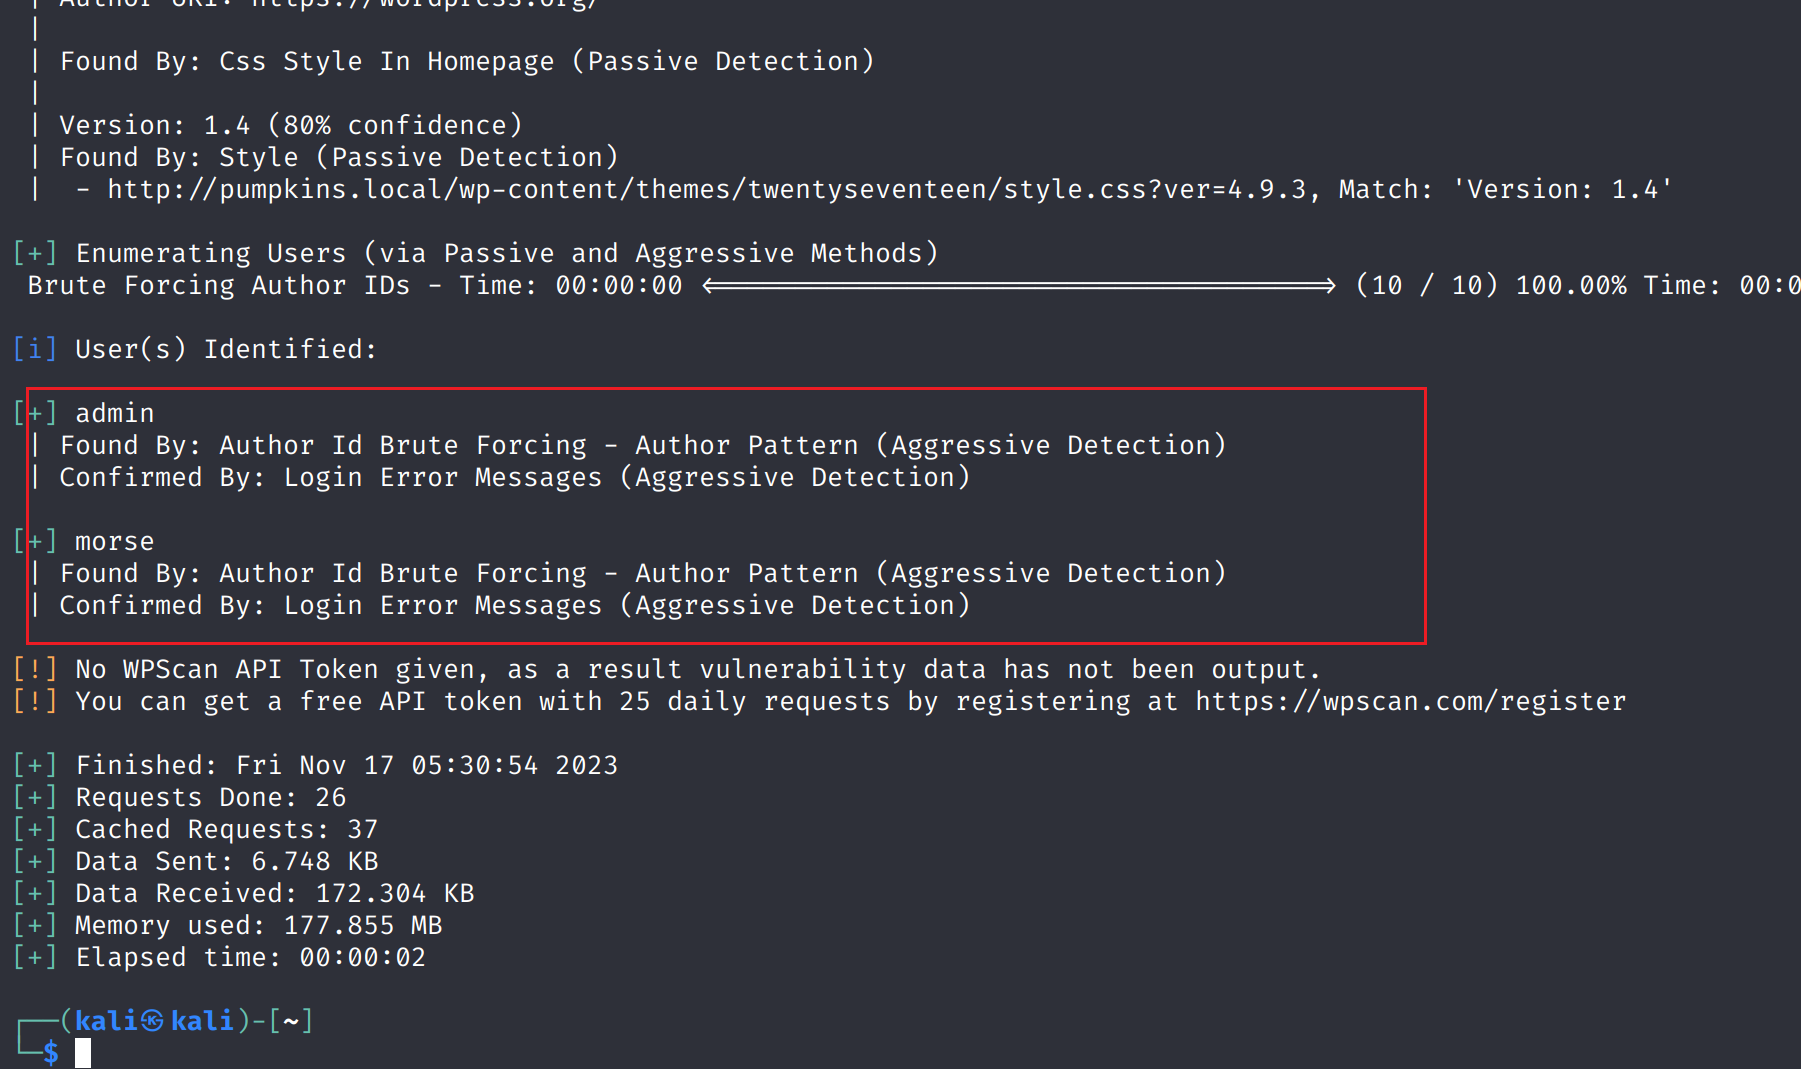 | Author URI: https://wordpress.org/
|
| Found By: Css Style In Homepage (Passive Detection)
|
| Version: 1.4 (80% confidence)
| Found By: Style (Passive Detection)
|  - http://pumpkins.local/wp-content/themes/twentyseventeen/style.css?ver=4.9.3, Match: 'Version: 1.4'
[+] Enumerating Users (via Passive and Aggressive Methods)
Brute Forcing Author IDs - Time: 00:00:00 <======================================> (10 / 10) 100.00% Time: 00:0
[i] User(s) Identified:
[+] admin
| Found By: Author Id Brute Forcing - Author Pattern (Aggressive Detection)
| Confirmed By: Login Error Messages (Aggressive Detection)
[+] morse
| Found By: Author Id Brute Forcing - Author Pattern (Aggressive Detection)
| Confirmed By: Login Error Messages (Aggressive Detection)
[!] No WPScan API Token given, as a result vulnerability data has not been output.
[!] You can get a free API token with 25 daily requests by registering at https://wpscan.com/register
[+] Finished: Fri Nov 17 05:30:54 2023
[+] Requests Done: 26
[+] Cached Requests: 37
[+] Data Sent: 6.748 KB
[+] Data Received: 172.304 KB
[+] Memory used: 177.855 MB
[+] Elapsed time: 00:00:02
┌──(kali㉿kali)-[~]
└─$